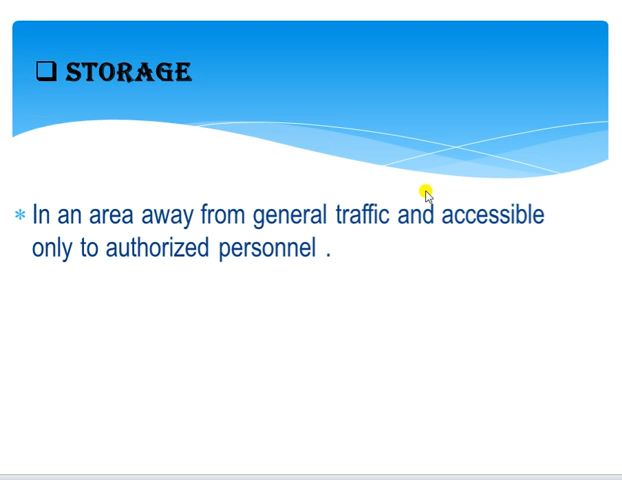 ❑ STORAGE
* In an area away from general traffic and accessible
only to authorized personnel .